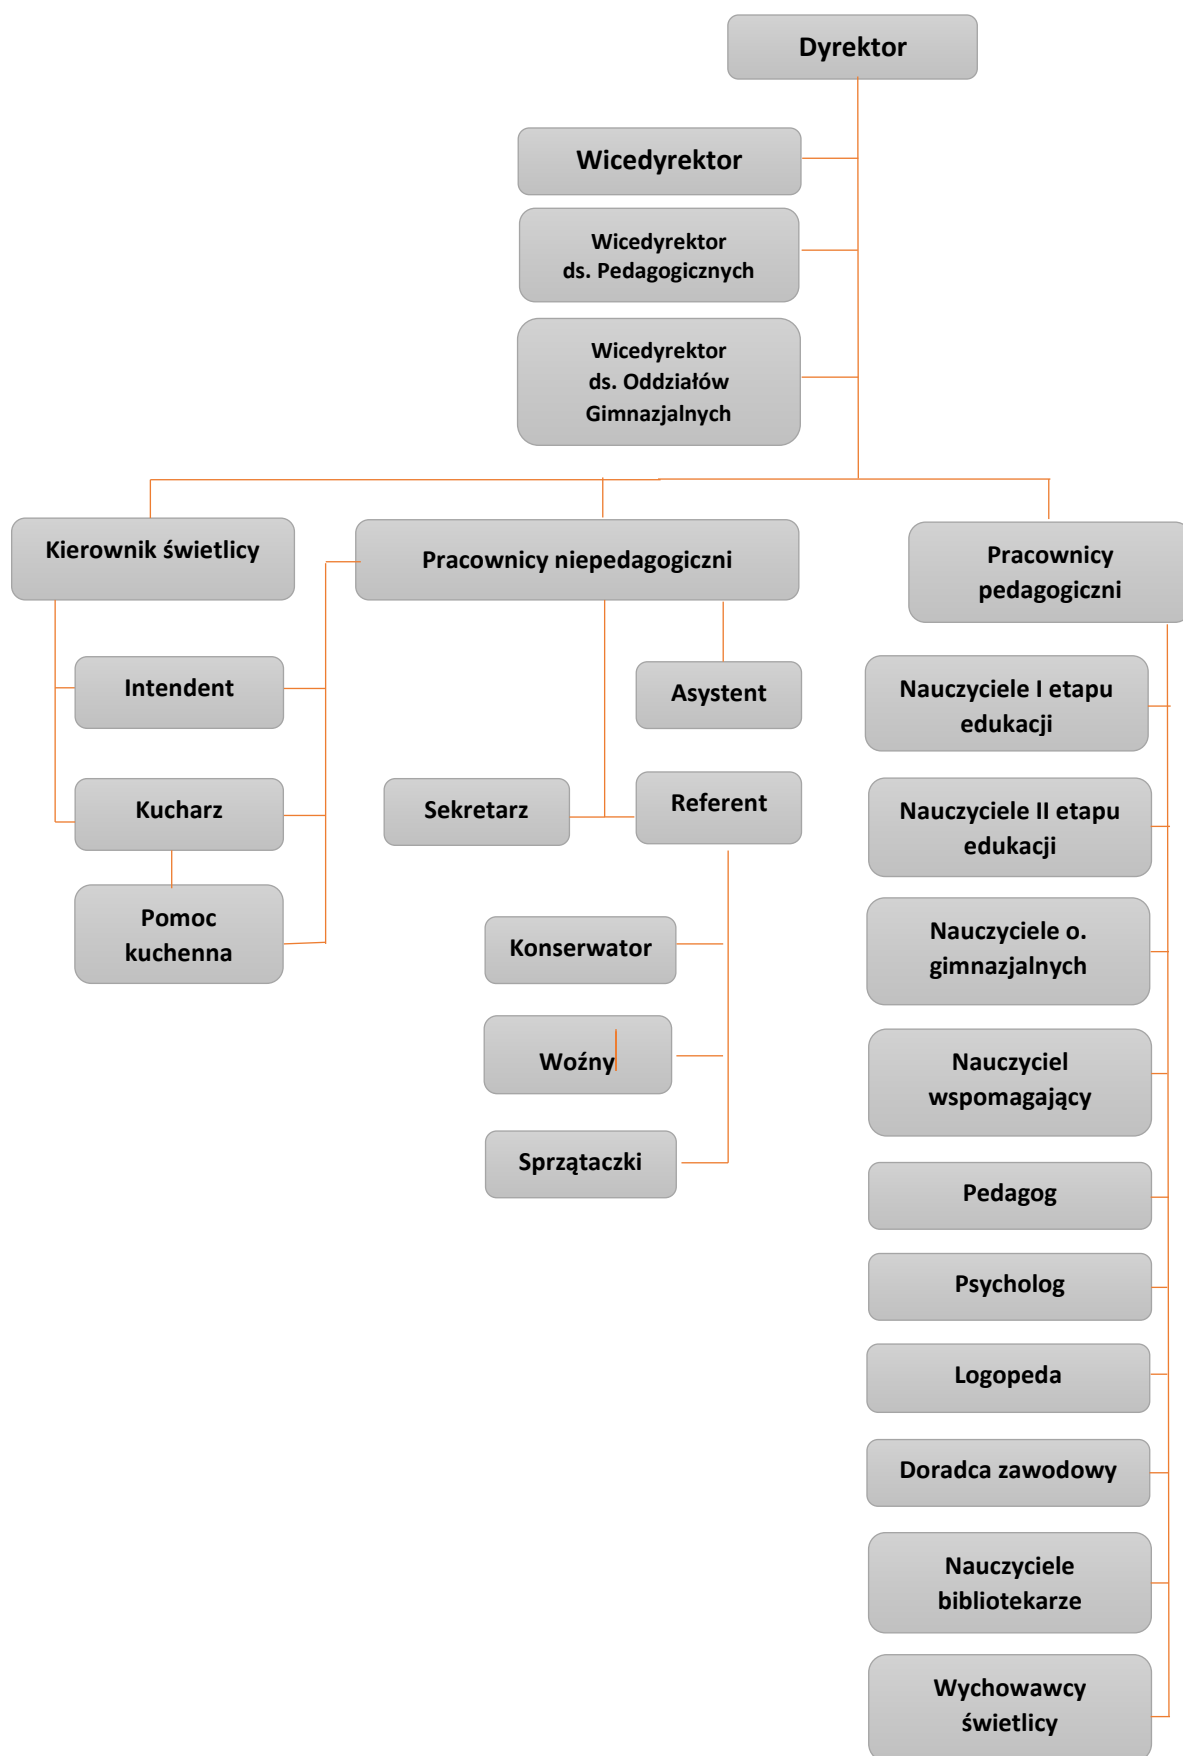 Dyrektor
Wicedyrektor
Wicedyrektor
ds. Pedagogicznych
Wicedyrektor
ds. Oddziałów
Gimnazjalnych
Kierownik świetlicy
Pracownicy niepedagogiczni
Pracownicy
pedagogiczni
Intendent
Kucharz
Pomoc
kuchenna
Asystent
Sekretarz
Referent
Konserwator
Woźny
Sprzątaczki
Nauczyciele I etapu
edukacji
Nauczyciele II etapu
edukacji
Nauczyciele o.
gimnazjalnych
Nauczyciel
wspomagający
Pedagog
Psycholog
Logopeda
Doradca zawodowy
Nauczyciele
bibliotekarze
Wychowawcy
świetlicy